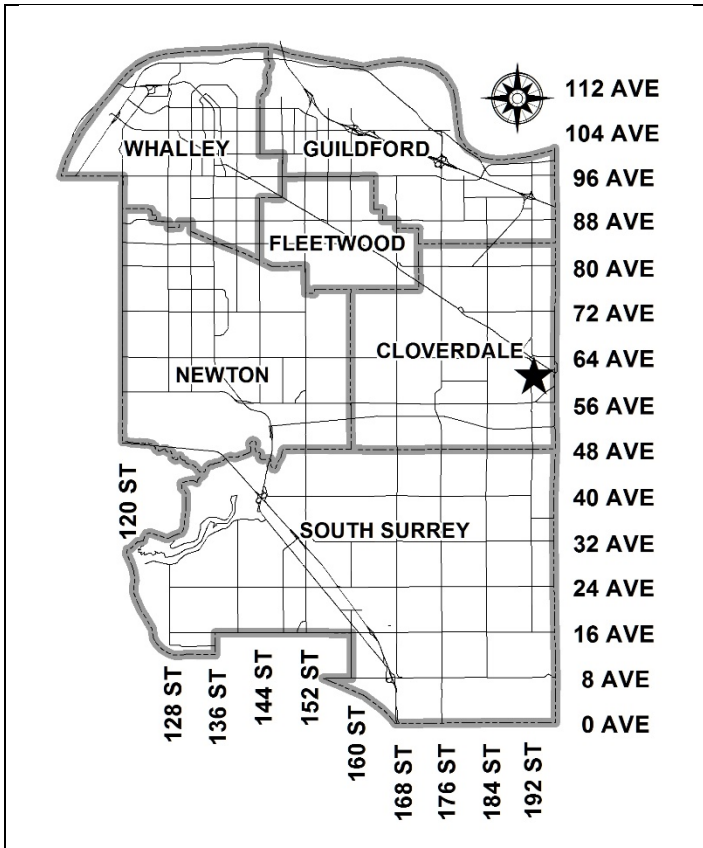 112 AVE
104 AVE
WHALLEY
GUILDFORD
96 AVE
88 AVE
FLEETWOOD
80 AVE
72 AVE
CLOVERDALE
64 AVE
NEWTON
56 AVE
48 AVE
120 ST
40 AVE
SOUTH SURREY
32 AVE
24 AVE
16 AVE
128 ST
136 ST
144 ST
152 ST
8 AVE
160 ST
0 AVE
168 ST
176 ST
184 ST
192 ST